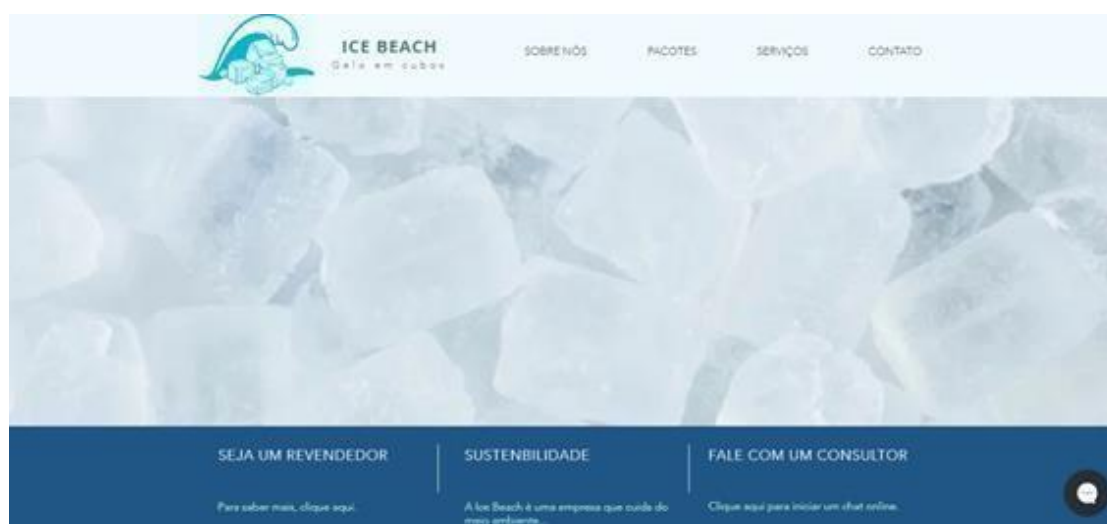 ICE BEACH
Gelo em cubos
SOBRE NÓS
PACOTES
SERVIÇOS
CONTATO
SEJA UM REVENDEDOR
Para saber mais, clique aqui.
SUSTENBILIDADE
A Ice Beach é uma empresa que cuida do
meio ambiente...
FALE COM UM CONSULTOR
Clique aqui para iniciar um chat online.